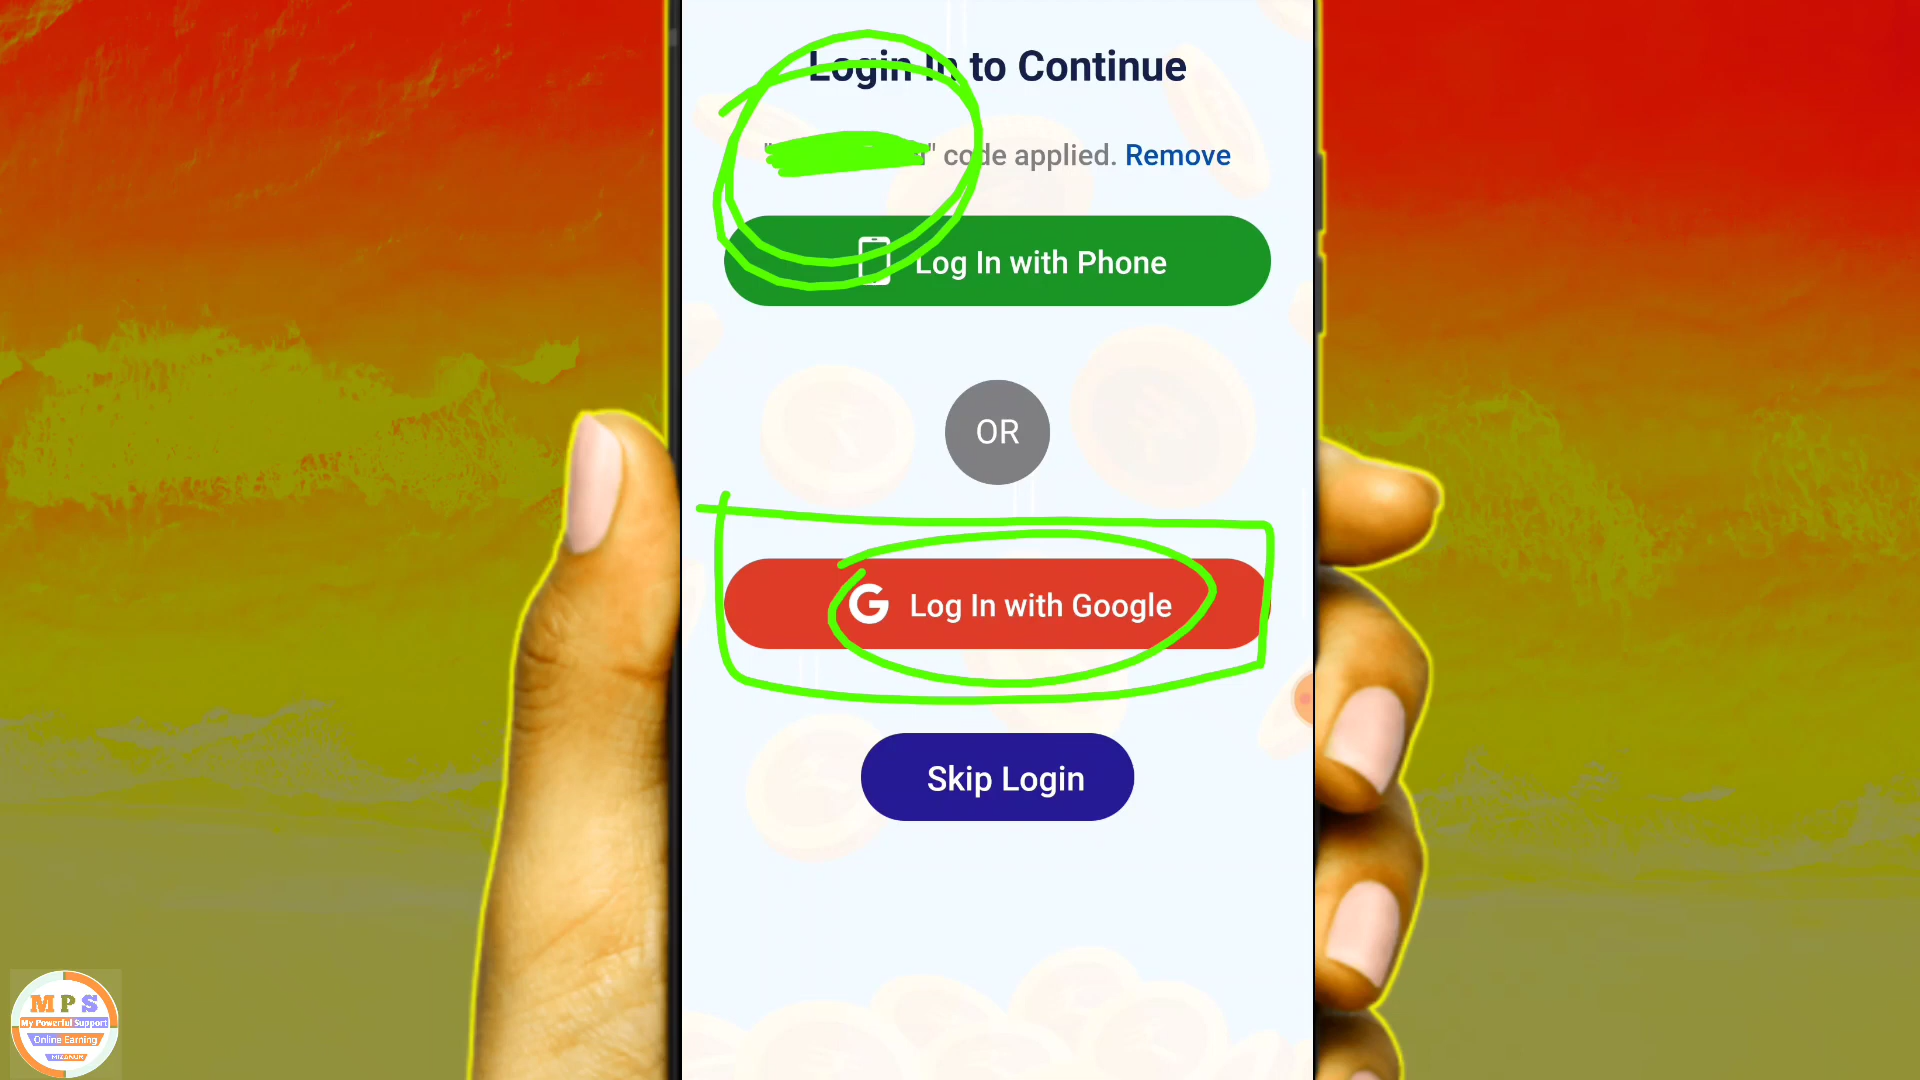 Login In to Continue
" " code applied. Remove
Log In with Phone
OR
Log In with Google
Skip Login
M P S
My Powerful Support
Online Earning
MIZANUR